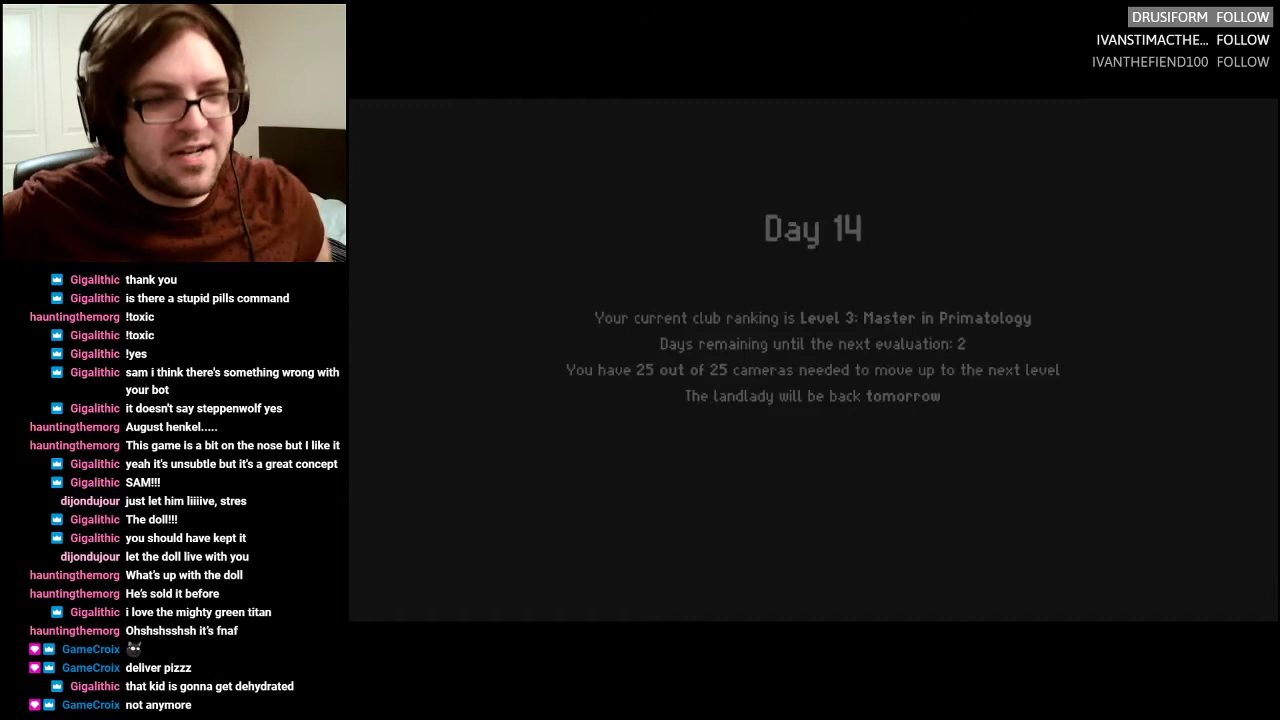 DRUSIFORM FOLLOW
IVANSTIMACTHE... FOLLOW
IVANTHEFIEND100 FOLLOW
Day 14
Your current club ranking is Level 3: Master in Primatology
Days remaining until the next evaluation: 2
You have 25 out of 25 cameras needed to move up to the next level
The landlady will be back tomorrow
Gigalithic thank you
Gigalithic is there a stupid pills command
hauntingthemorg !toxic
Gigalithic !toxic
Gigalithic !yes
Gigalithic sam i think there's something wrong with
your bot
Gigalithic it doesn't say steppenwolf yes
hauntingthemorg August henkel.....
hauntingthemorg This game is a bit on the nose but I like it
Gigalithic yeah it's unsubtle but it's a great concept
Gigalithic SAM!!!
dijondujour just let him liiiive, stres
Gigalithic The doll!!!
Gigalithic you should have kept it
dijondujour let the doll live with you
hauntingthemorg What's up with the doll
hauntingthemorg He's sold it before
Gigalithic i love the mighty green titan
hauntingthemorg Ohshshsshsh it's fnaf
GameCroix
GameCroix deliver pizzz
Gigalithic that kid is gonna get dehydrated
GameCroix not anymore